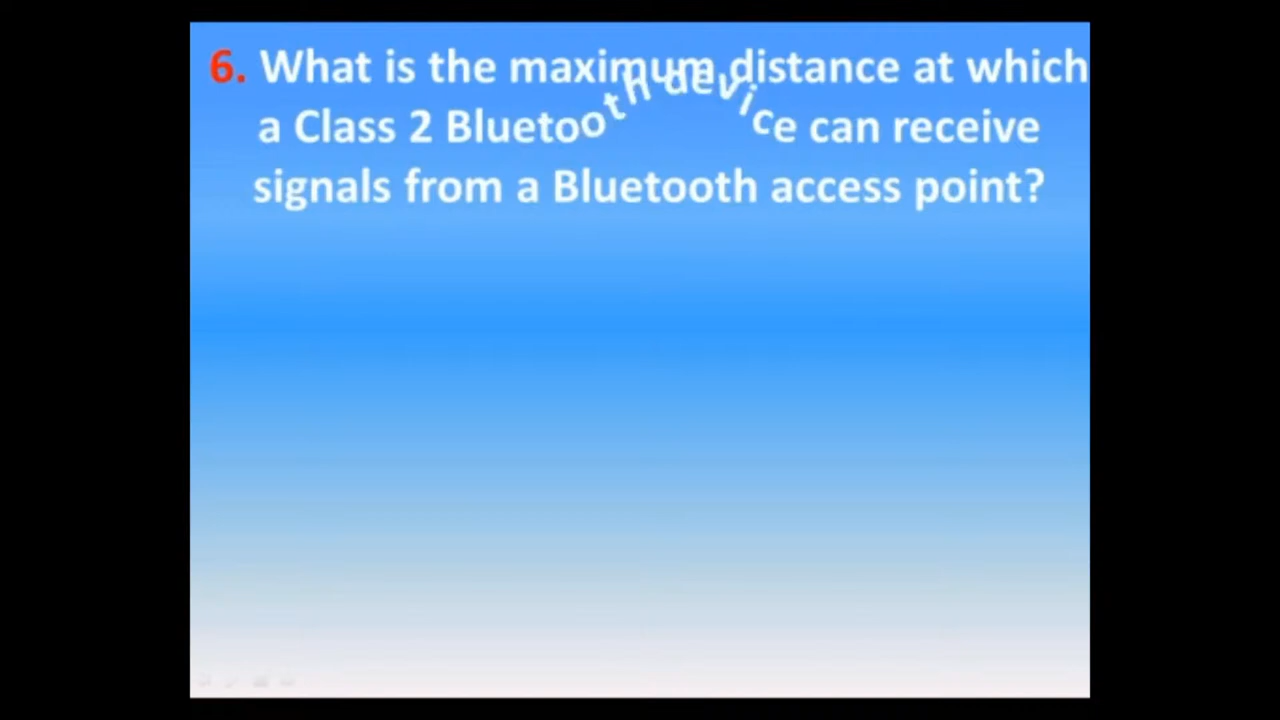 6. What is the maximum distance at which
a Class 2 Bluetooth device can receive
signals from a Bluetooth access point?